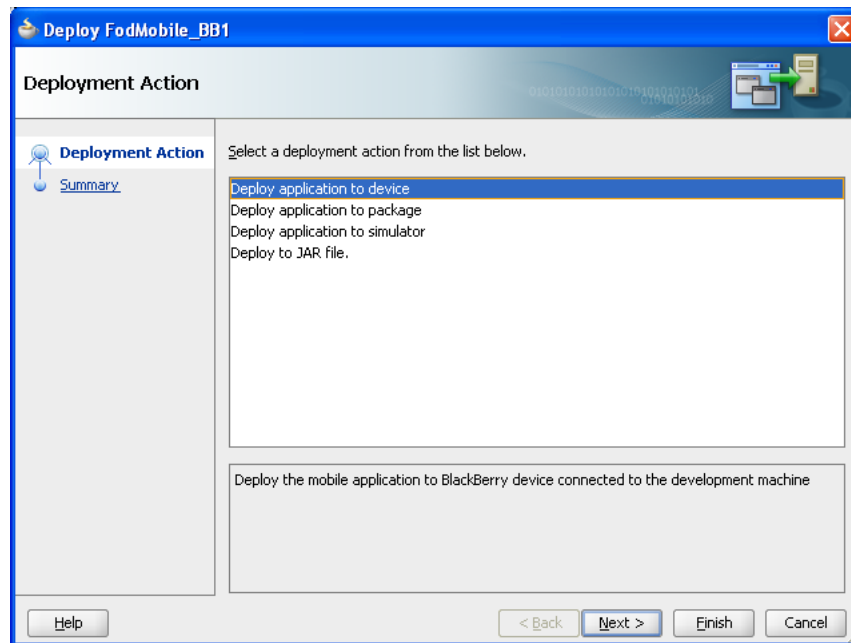 Deploy FodMobile_BB1
Deployment Action
010101010101010101010101
01010101010
Deployment Action
Summary
Select a deployment action from the list below.
Deploy application to device
Deploy application to package
Deploy application to simulator
Deploy to JAR file.
Deploy the mobile application to BlackBerry device connected to the development machine
Help
< Back
Next >
Finish
Cancel